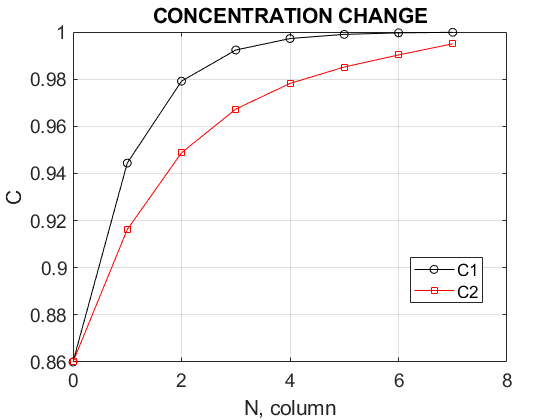 CONCENTRATION CHANGE
1
0.98
0.96
0.94
0.92
0.9
0.88
0.86
C
C1
C2
0 2 4 6 8
N, column